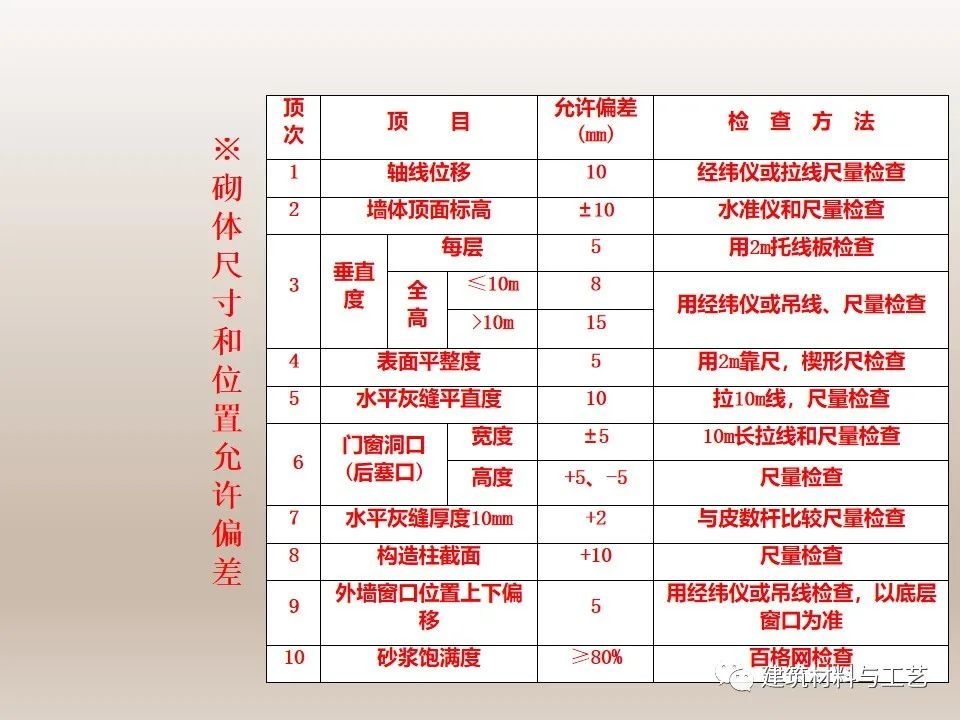 ※砌体尺寸和位置允许偏差
顶次 顶 目 允许偏差(mm) 检 查 方 法
1 轴线位移 10 经纬仪或拉线尺量检查
2 墙体顶面标高 ±10 水准仪和尺量检查
3 垂直度 每层 5 用2m托线板检查
全高 ≤10m 8 用经纬仪或吊线、尺量检查
>10m 15
4 表面平整度 5 用2m靠尺，楔形尺检查
5 水平灰缝平直度 10 拉10m线，尺量检查
6 门窗洞口（后塞口） 宽度 ±5 10m长拉线和尺量检查
高度 +5、-5 尺量检查
7 水平灰缝厚度10mm +2 与皮数杆比较尺量检查
8 构造柱截面 +10 尺量检查
9 外墙窗口位置上下偏移 5 用经纬仪或吊线检查，以底层窗口为准
10 砂浆饱满度 ≥80% 百格网检查
建筑材料与工艺